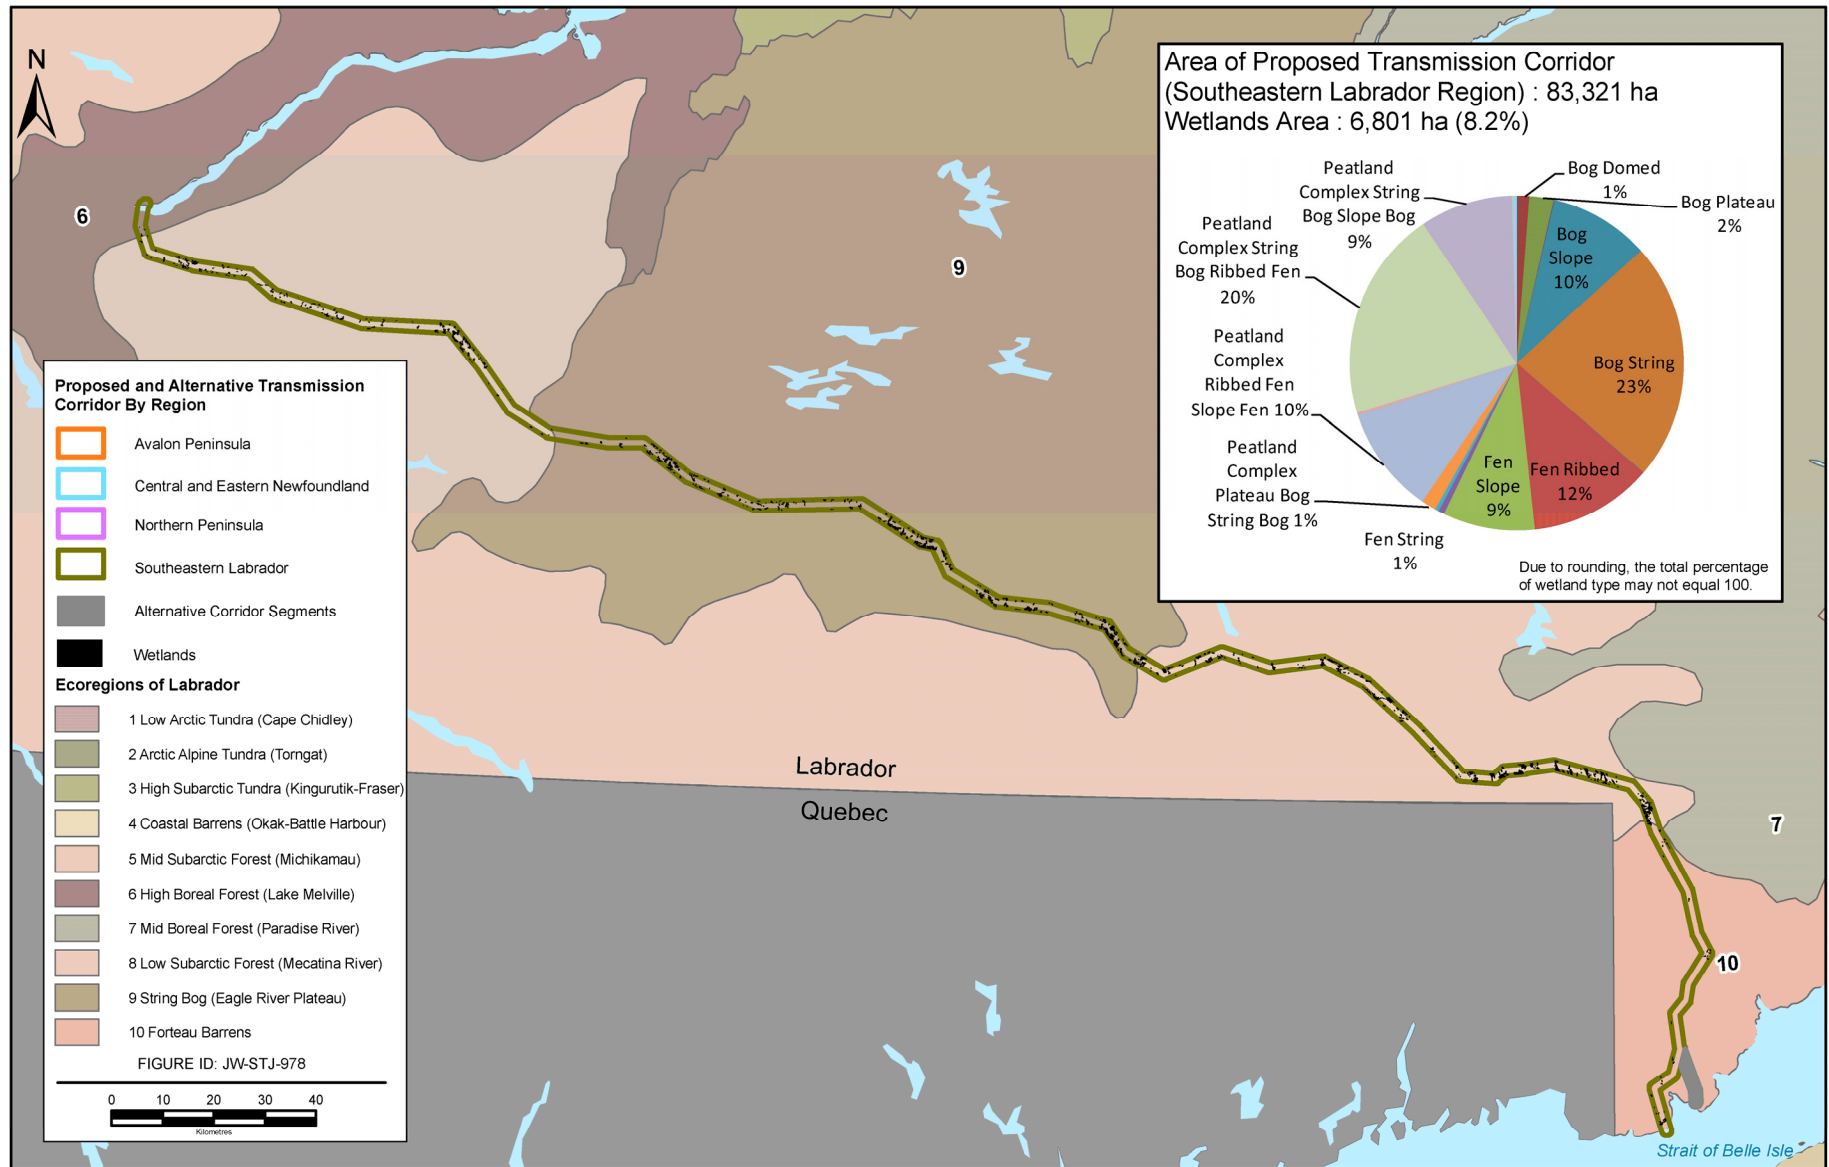 N
6
9
Area of Proposed Transmission Corridor
(Southeastern Labrador Region) : 83,321 ha
Wetlands Area : 6,801 ha (8.2%)
Peatland
Complex String
Bog Slope Bog
9%
Bog Domed
1%
Bog Plateau
2%
Peatland
Complex String
Bog Ribbed Fen
20%
Bog
Slope
10%
Bog String
23%
Peatland
Complex
Ribbed Fen
Slope Fen 10%
Fen Ribbed
12%
Fen
Slope
9%
Peatland
Complex
Plateau Bog
String Bog 1%
Fen String
1%
Due to rounding, the total percentage
of wetland type may not equal 100.
Proposed and Alternative Transmission
Corridor By Region
Avalon Peninsula
Central and Eastern Newfoundland
Northern Peninsula
Southeastern Labrador
Alternative Corridor Segments
Wetlands
Ecoregions of Labrador
1 Low Arctic Tundra (Cape Chidley)
2 Arctic Alpine Tundra (Torngat)
3 High Subarctic Tundra (Kingurutik-Fraser)
4 Coastal Barrens (Okak-Battle Harbour)
5 Mid Subarctic Forest (Michikamau)
6 High Boreal Forest (Lake Melville)
7 Mid Boreal Forest (Paradise River)
8 Low Subarctic Forest (Mecatina River)
9 String Bog (Eagle River Plateau)
10 Forteau Barrens
FIGURE ID: JW-STJ-978
0 10 20 30 40
Kilometres
Labrador
Quebec
7
10
Strait of Belle Isle